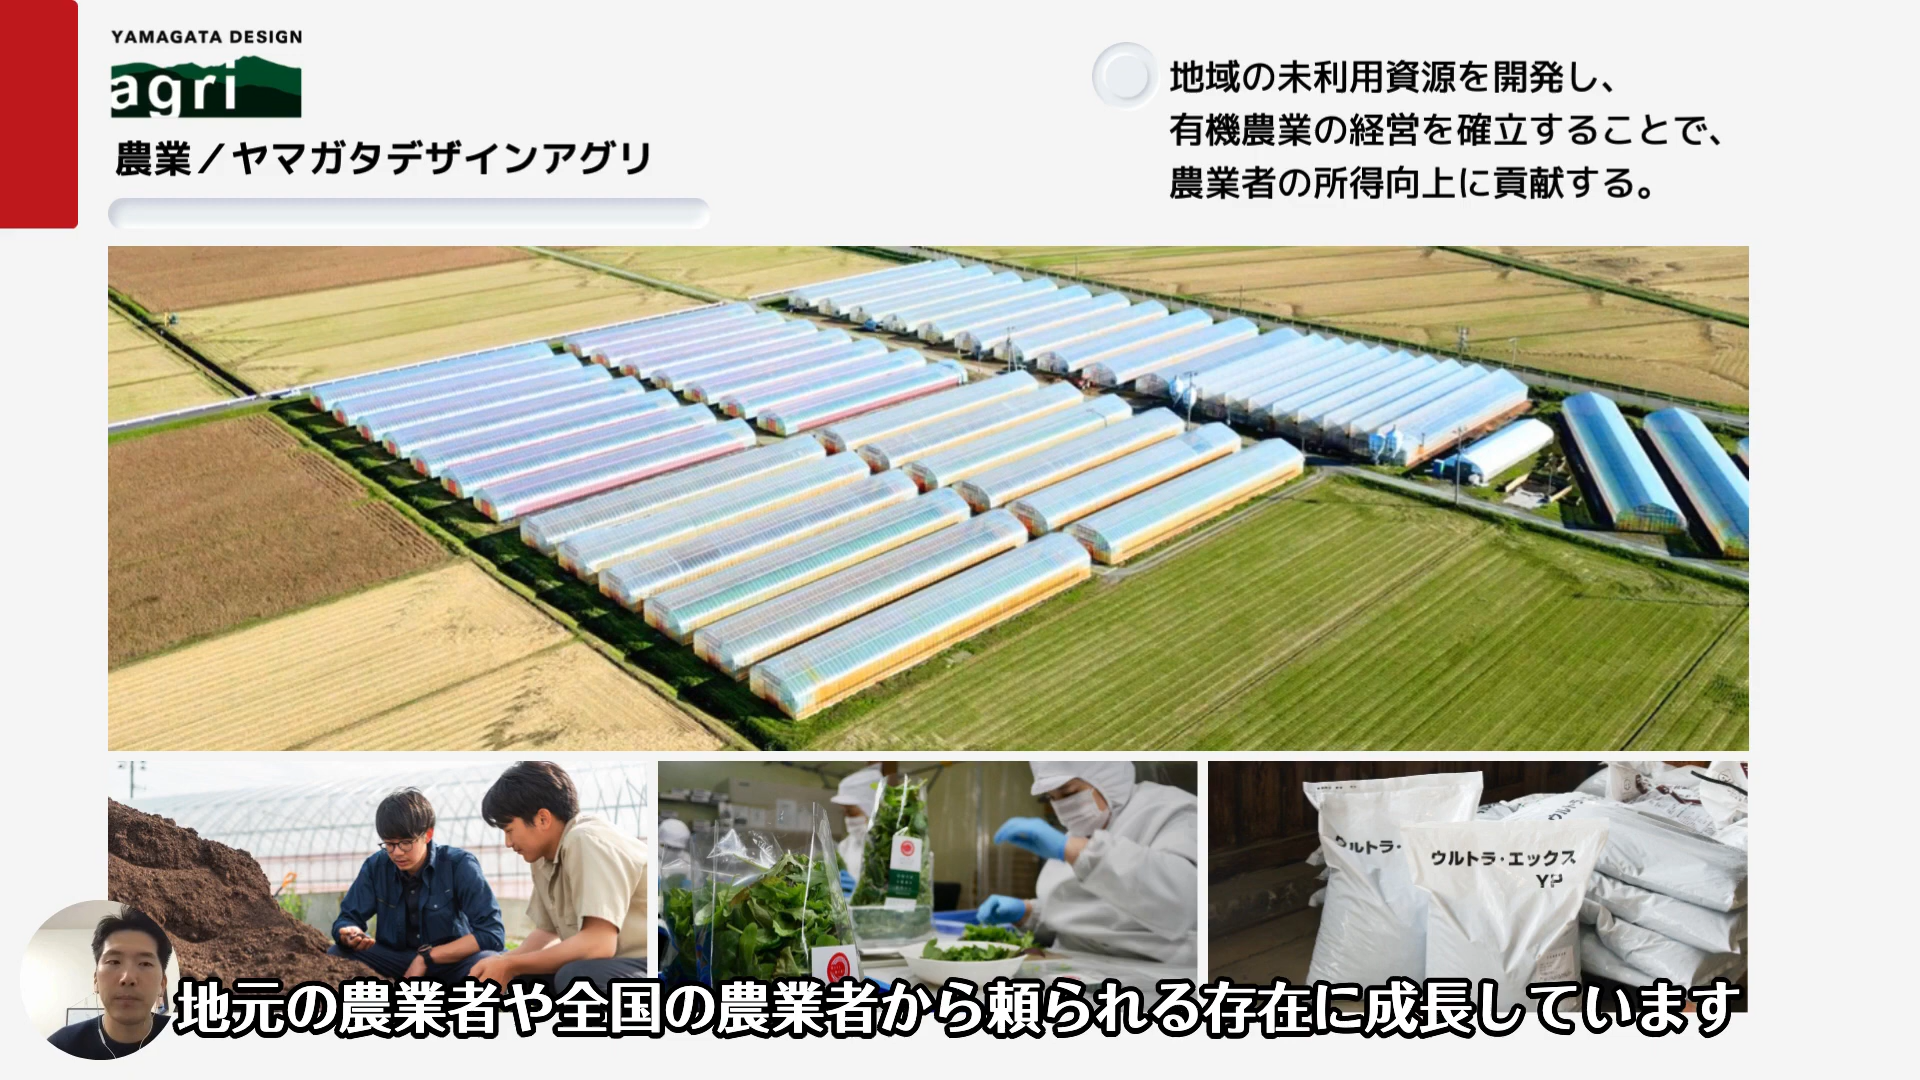 YAMAGATA DESIGN
agri
農業／ヤマガタデザインアグリ
地域の未利用資源を開発し、
有機農業の経営を確立することで、
農業者の所得向上に貢献する。
ウルトラ・
ウルトラ・エックス
YP
地元の農業者や全国の農業者から頼られる存在に成長しています